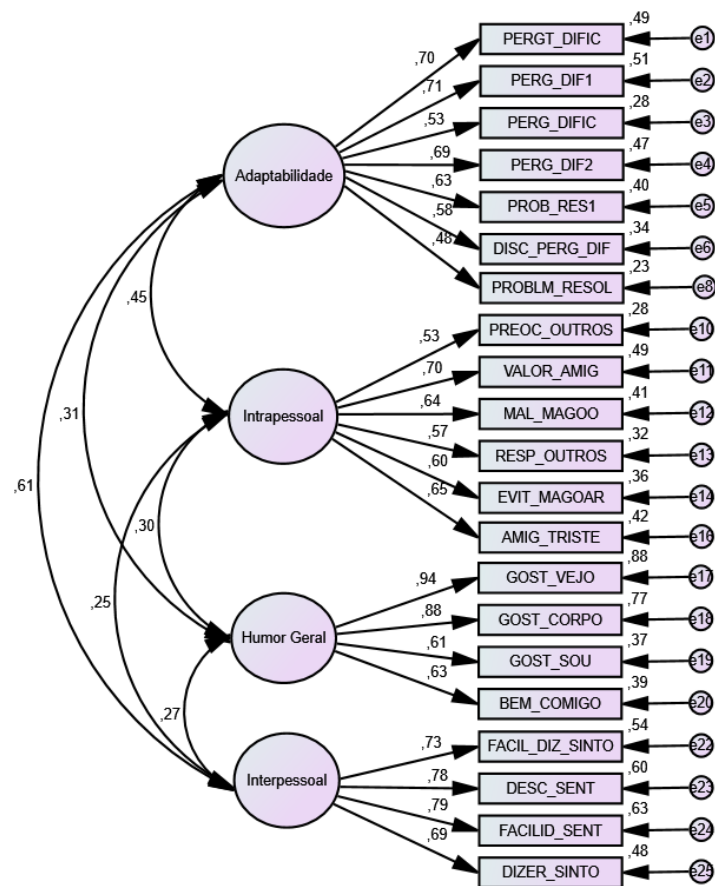 ,49
PERGT_DIFIC
e1
,70
,51
PERG_DIF1
e2
,71
,28
PERG_DIFIC
e3
,53
,47
PERG_DIF2
e4
,69
Adaptabilidade
,40
PROB_RES1
e5
,63
,34
DISC_PERG_DIF
e6
,58
,23
PROBLM_RESOL
e8
,48
,45
,28
PREOC_OUTROS
e10
,53
,49
VALOR_AMIG
e11
,70
,31
Intrapessoal
,41
MAL_MAGOO
e12
,64
,32
RESP_OUTROS
e13
,57
,61
,36
EVIT_MAGOAR
e14
,60
,30
,42
AMIG_TRISTE
e16
,65
,25
,88
GOST_VEJO
e17
,94
,77
GOST_CORPO
e18
,88
Humor Geral
,37
GOST_SOU
e19
,61
,39
BEM_COMIGO
e20
,63
,27
,54
FACIL_DIZ_SINTO
e22
,73
,60
DESC_SENT
e23
,78
Interpessoal
,63
FACILID_SENT
e24
,79
,48
DIZER_SINTO
e25
,69